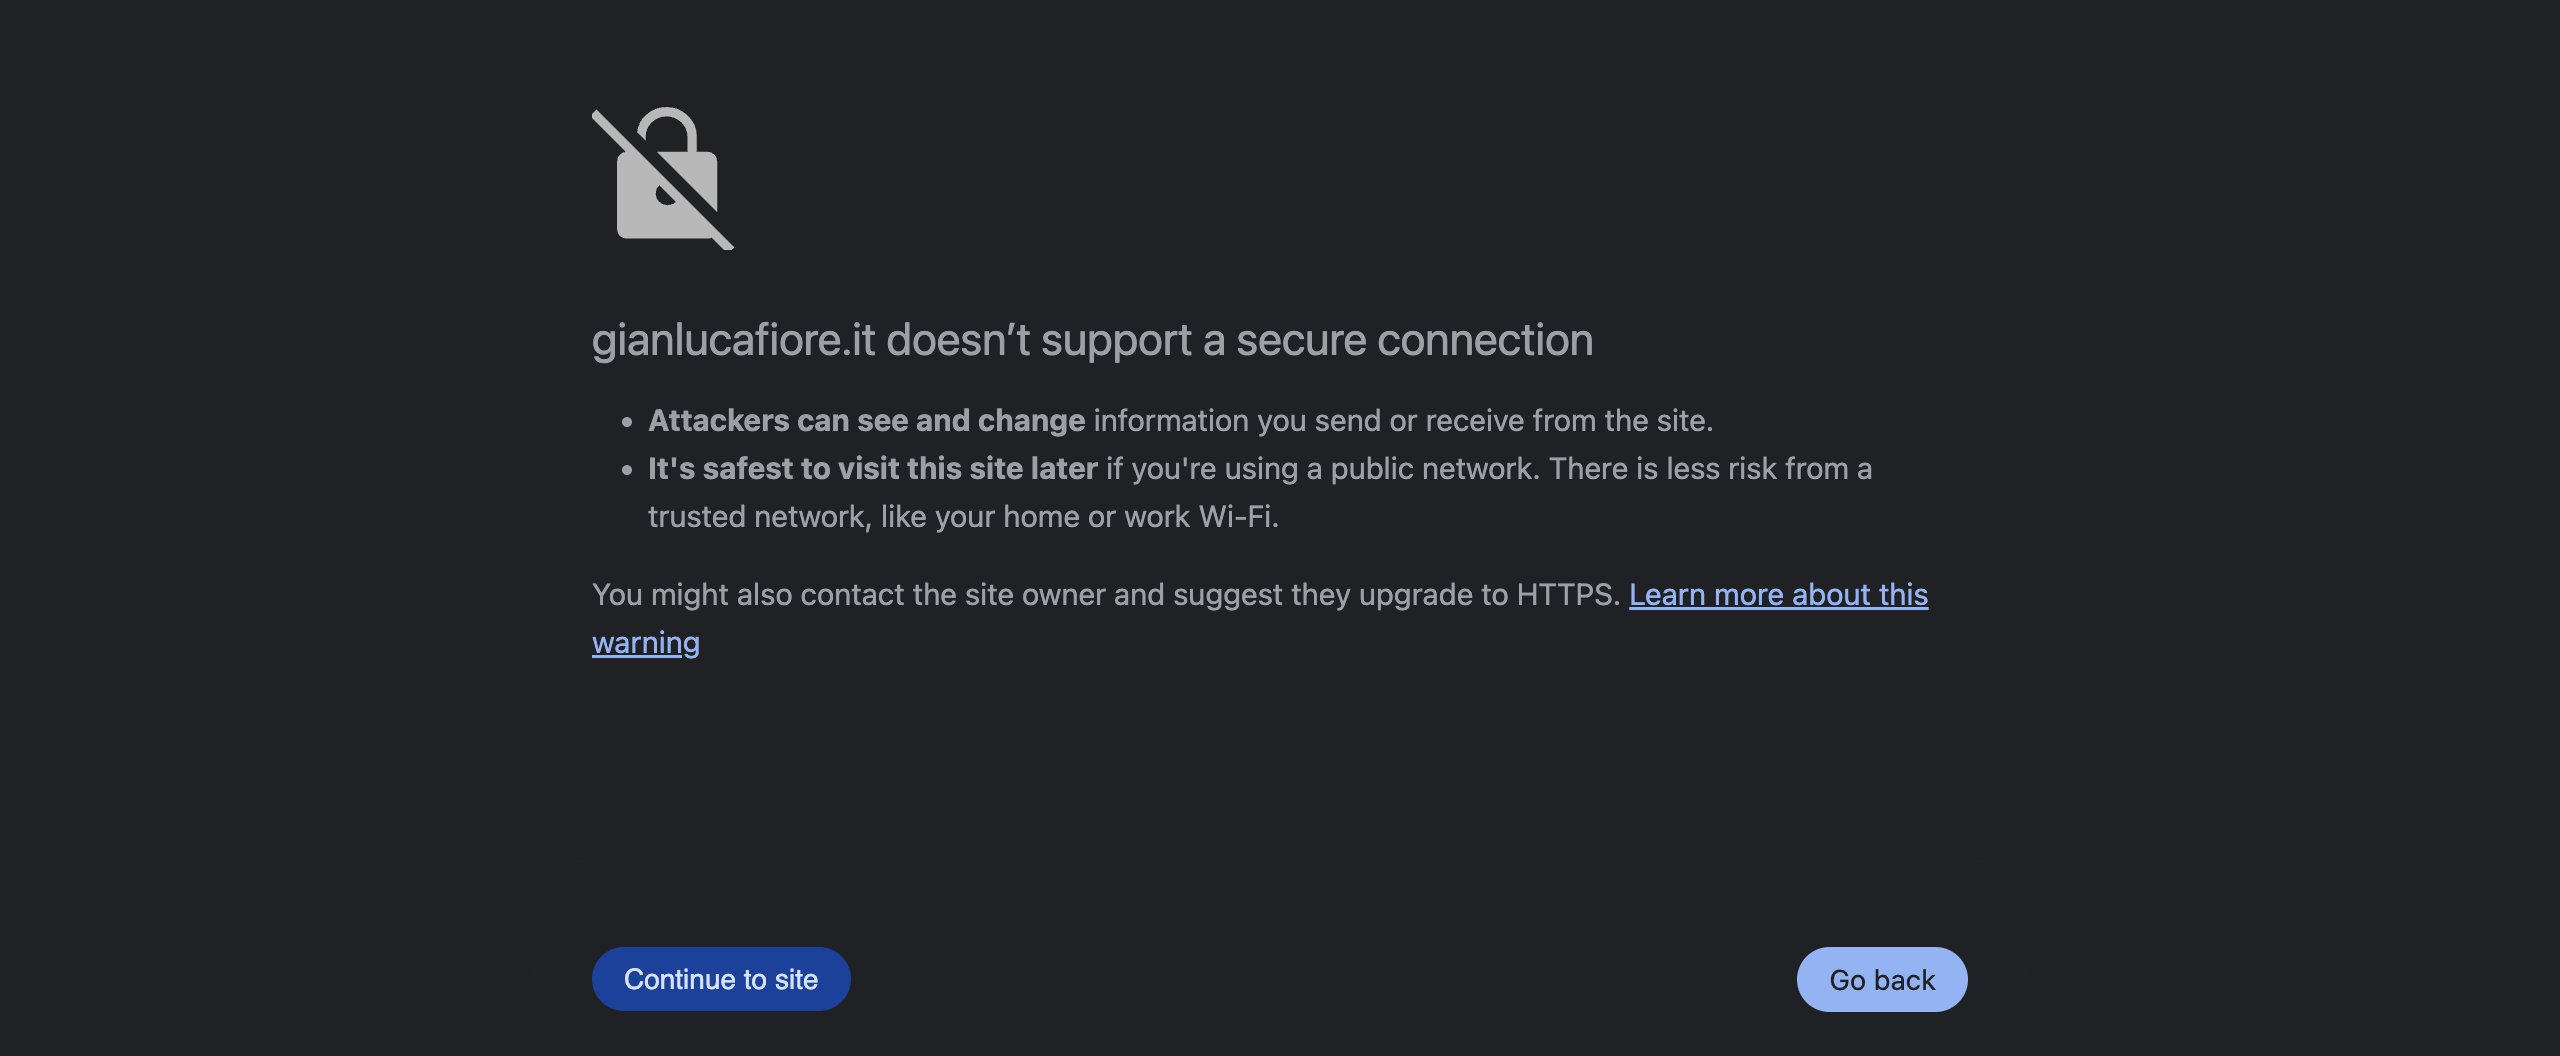 gianlucafiore.it doesn’t support a secure connection
• Attackers can see and change information you send or receive from the site.
• It's safest to visit this site later if you're using a public network. There is less risk from a
trusted network, like your home or work Wi-Fi.
You might also contact the site owner and suggest they upgrade to HTTPS. Learn more about this
warning
Continue to site
Go back